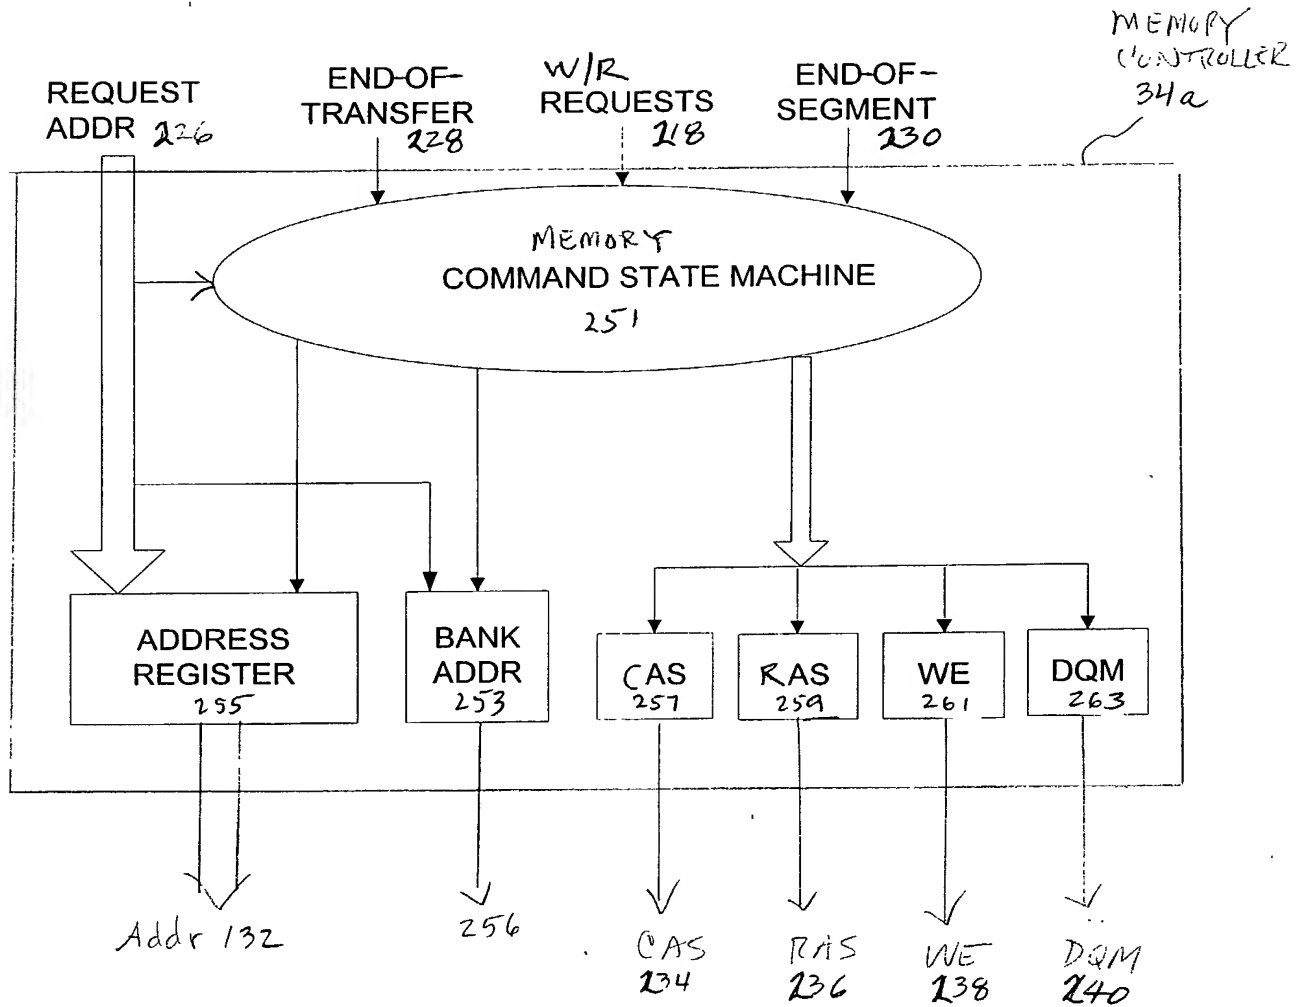 MEMORY
CONTROLLER
34a
REQUEST
ADDR 226
END-OF-
TRANSFER
228
W/R
REQUESTS
218
END-OF-
SEGMENT
230
MEMORY
COMMAND STATE MACHINE
251
ADDRESS
REGISTER
255
BANK
ADDR
253
CAS
257
RAS
259
WE
261
DQM
263
Addr 132
256
CAS
234
RAS
236
WE
238
DQM
240